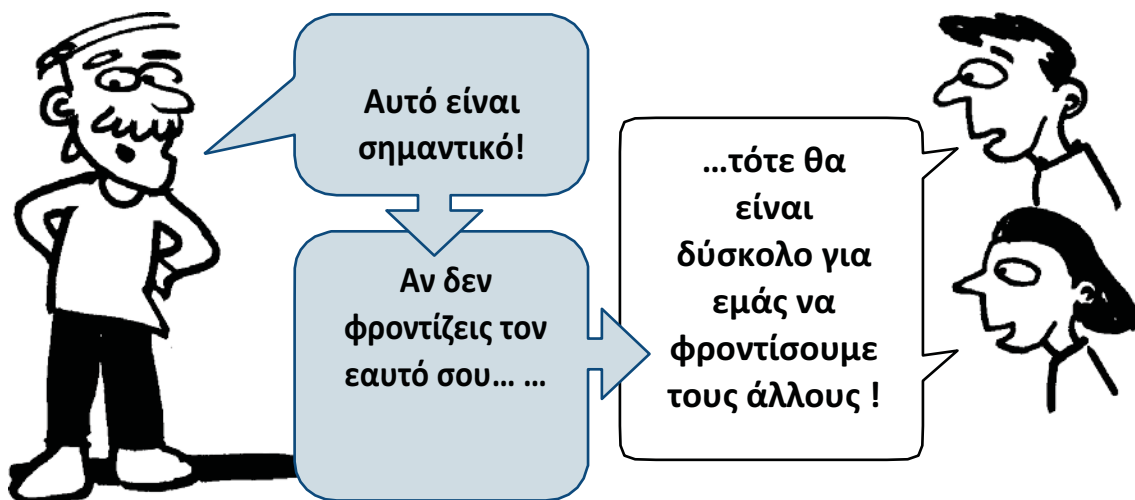 Αυτό είναι
σημαντικό!
Αν δεν
φροντίζεις τον
εαυτό σου... ...
...τότε θα
είναι
δύσκολο για
εμάς να
φροντίσουμε
τους άλλους !